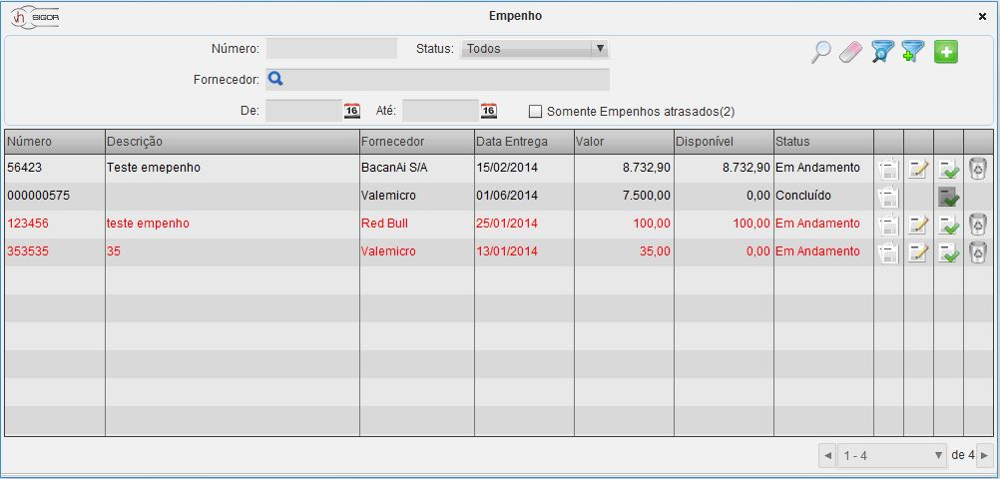 vh SIGOR
Empenho
Número: Status: Todos
Fornecedor:
De: 16 Até: 16 Somente Empenhos atrasados(2)
Número Descrição Fornecedor Data Entrega Valor Disponível Status
56423 Teste emepenho BacanAi S/A 15/02/2014 8.732,90 8.732,90 Em Andamento
000000575 Valemicro 01/06/2014 7.500,00 0,00 Concluído
123456 teste empenho Red Bull 25/01/2014 100,00 100,00 Em Andamento
353535 35 Valemicro 13/01/2014 35,00 0,00 Em Andamento
1 - 4 de 4